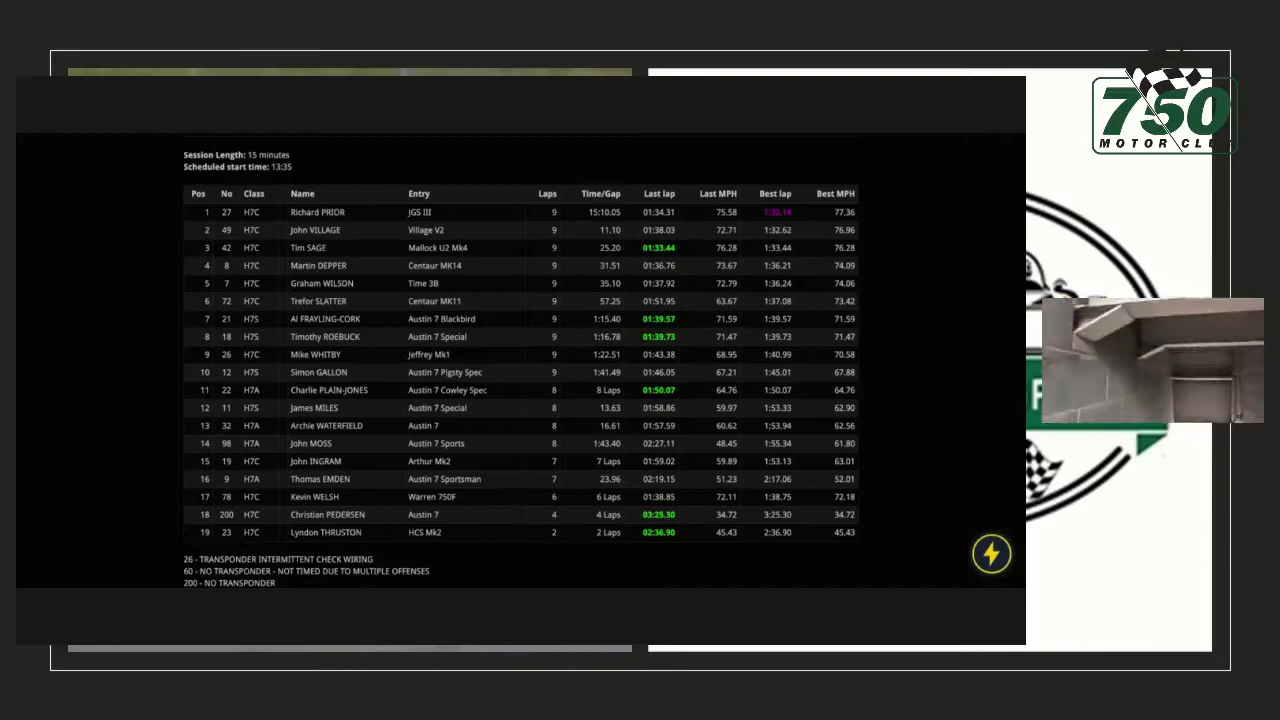 750
MOTOR CLUB
Session Length: 15 minutes
Scheduled start time: 13:35
Pos No Class Name Entry Laps Time/Gap Last lap Last MPH Best lap Best MPH
1 27 H7C Richard PRIOR JGS III 9 15:10.05 01:34.31 75.58 1:32.14 77.36
2 49 H7C John VILLAGE Village V2 9 11.10 01:38.03 72.71 1:32.62 76.96
3 42 H7C Tim SAGE Mallock U2 Mk4 9 25.20 01:33.44 76.28 1:33.44 76.28
4 8 H7C Martin DEPPER Centaur MK14 9 31.51 01:36.76 73.67 1:36.21 74.09
5 7 H7C Graham WILSON Time 3B 9 35.10 01:37.92 72.79 1:36.24 74.06
6 72 H7C Trefor SLATTER Centaur MK11 9 57.25 01:51.95 63.67 1:37.08 73.42
7 21 H7S Al FRAYLING-CORK Austin 7 Blackbird 9 1:15.40 01:39.57 71.59 1:39.57 71.59
8 18 H7S Timothy ROEBUCK Austin 7 Special 9 1:16.78 01:39.73 71.47 1:39.73 71.47
9 26 H7C Mike WHITBY Jeffrey Mk1 9 1:22.51 01:43.38 68.95 1:40.99 70.58
10 12 H7S Simon GALLON Austin 7 Pigsty Spec 9 1:41.49 01:46.05 67.21 1:45.01 67.88
11 22 H7A Charlie PLAIN-JONES Austin 7 Cowley Spec 8 8 Laps 01:50.07 64.76 1:50.07 64.76
12 11 H7S James MILES Austin 7 Special 8 13.63 01:58.86 59.97 1:53.33 62.90
13 32 H7A Archie WATERFIELD Austin 7 8 16.61 01:57.59 60.62 1:53.94 62.56
14 98 H7A John MOSS Austin 7 Sports 8 1:43.40 02:27.11 48.45 1:55.34 61.80
15 19 H7C John INGRAM Arthur Mk2 7 7 Laps 01:59.02 59.89 1:53.13 63.01
16 9 H7A Thomas EMDEN Austin 7 Sportsman 7 23.96 02:19.15 51.23 2:17.06 52.01
17 78 H7C Kevin WELSH Warren 750F 6 6 Laps 01:38.85 72.11 1:38.75 72.18
18 200 H7C Christian PEDERSEN Austin 7 4 4 Laps 03:25.30 34.72 3:25.30 34.72
19 23 H7C Lyndon THRUSTON HCS Mk2 2 2 Laps 02:36.90 45.43 2:36.90 45.43
26 - TRANSPONDER INTERMITTENT CHECK WIRING
60 - NO TRANSPONDER - NOT TIMED DUE TO MULTIPLE OFFENSES
200 - NO TRANSPONDER